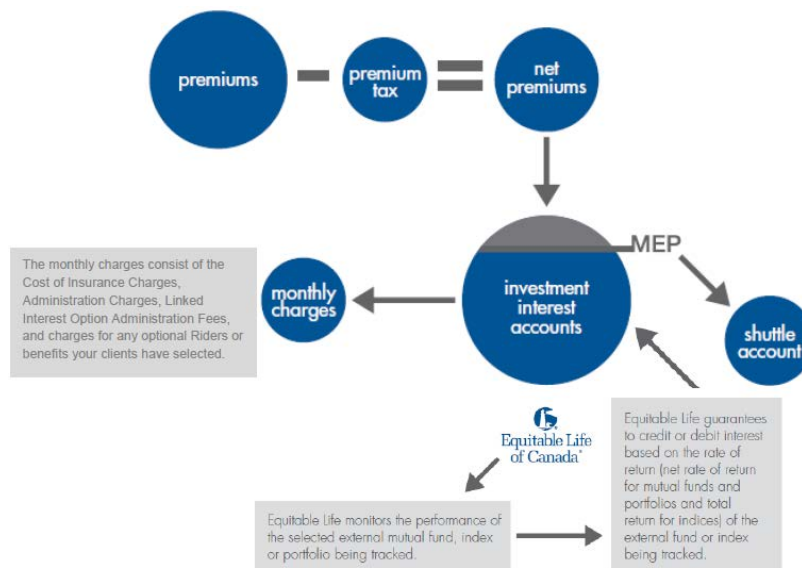 premiums
premium
tax
net
premiums
MEP
The monthly charges consist of the
Cost of Insurance Charges,
Administration Charges, Linked
Interest Option Administration Fees,
and charges for any optional Riders or
benefits your clients have selected.
monthly
charges
investment
interest
accounts
shuttle
account
Equitable Life
of Canada®
Equitable Life guarantees
to credit or debit interest
based on the rate of
return (net rate of return
for mutual funds and
portfolios and total
return for indices) of the
external fund or index
being tracked.
Equitable Life monitors the performance of
the selected external mutual fund, index
or portfolio being tracked.